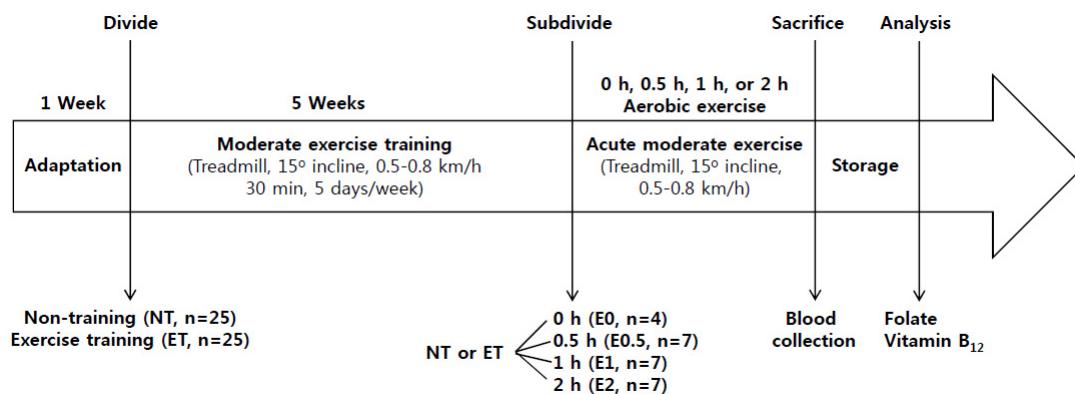 Divide
Subdivide
Sacrifice
Analysis
1 Week
5 Weeks
0 h, 0.5 h, 1 h, or 2 h
Aerobic exercise
Adaptation
Moderate exercise training
(Treadmill, 15º incline, 0.5-0.8 km/h
30 min, 5 days/week)
Acute moderate exercise
(Treadmill, 15º incline,
0.5-0.8 km/h)
Storage
Non-training (NT, n=25)
Exercise training (ET, n=25)
NT or ET
0 h (E0, n=4)
0.5 h (E0.5, n=7)
1 h (E1, n=7)
2 h (E2, n=7)
Blood
collection
Folate
Vitamin B12